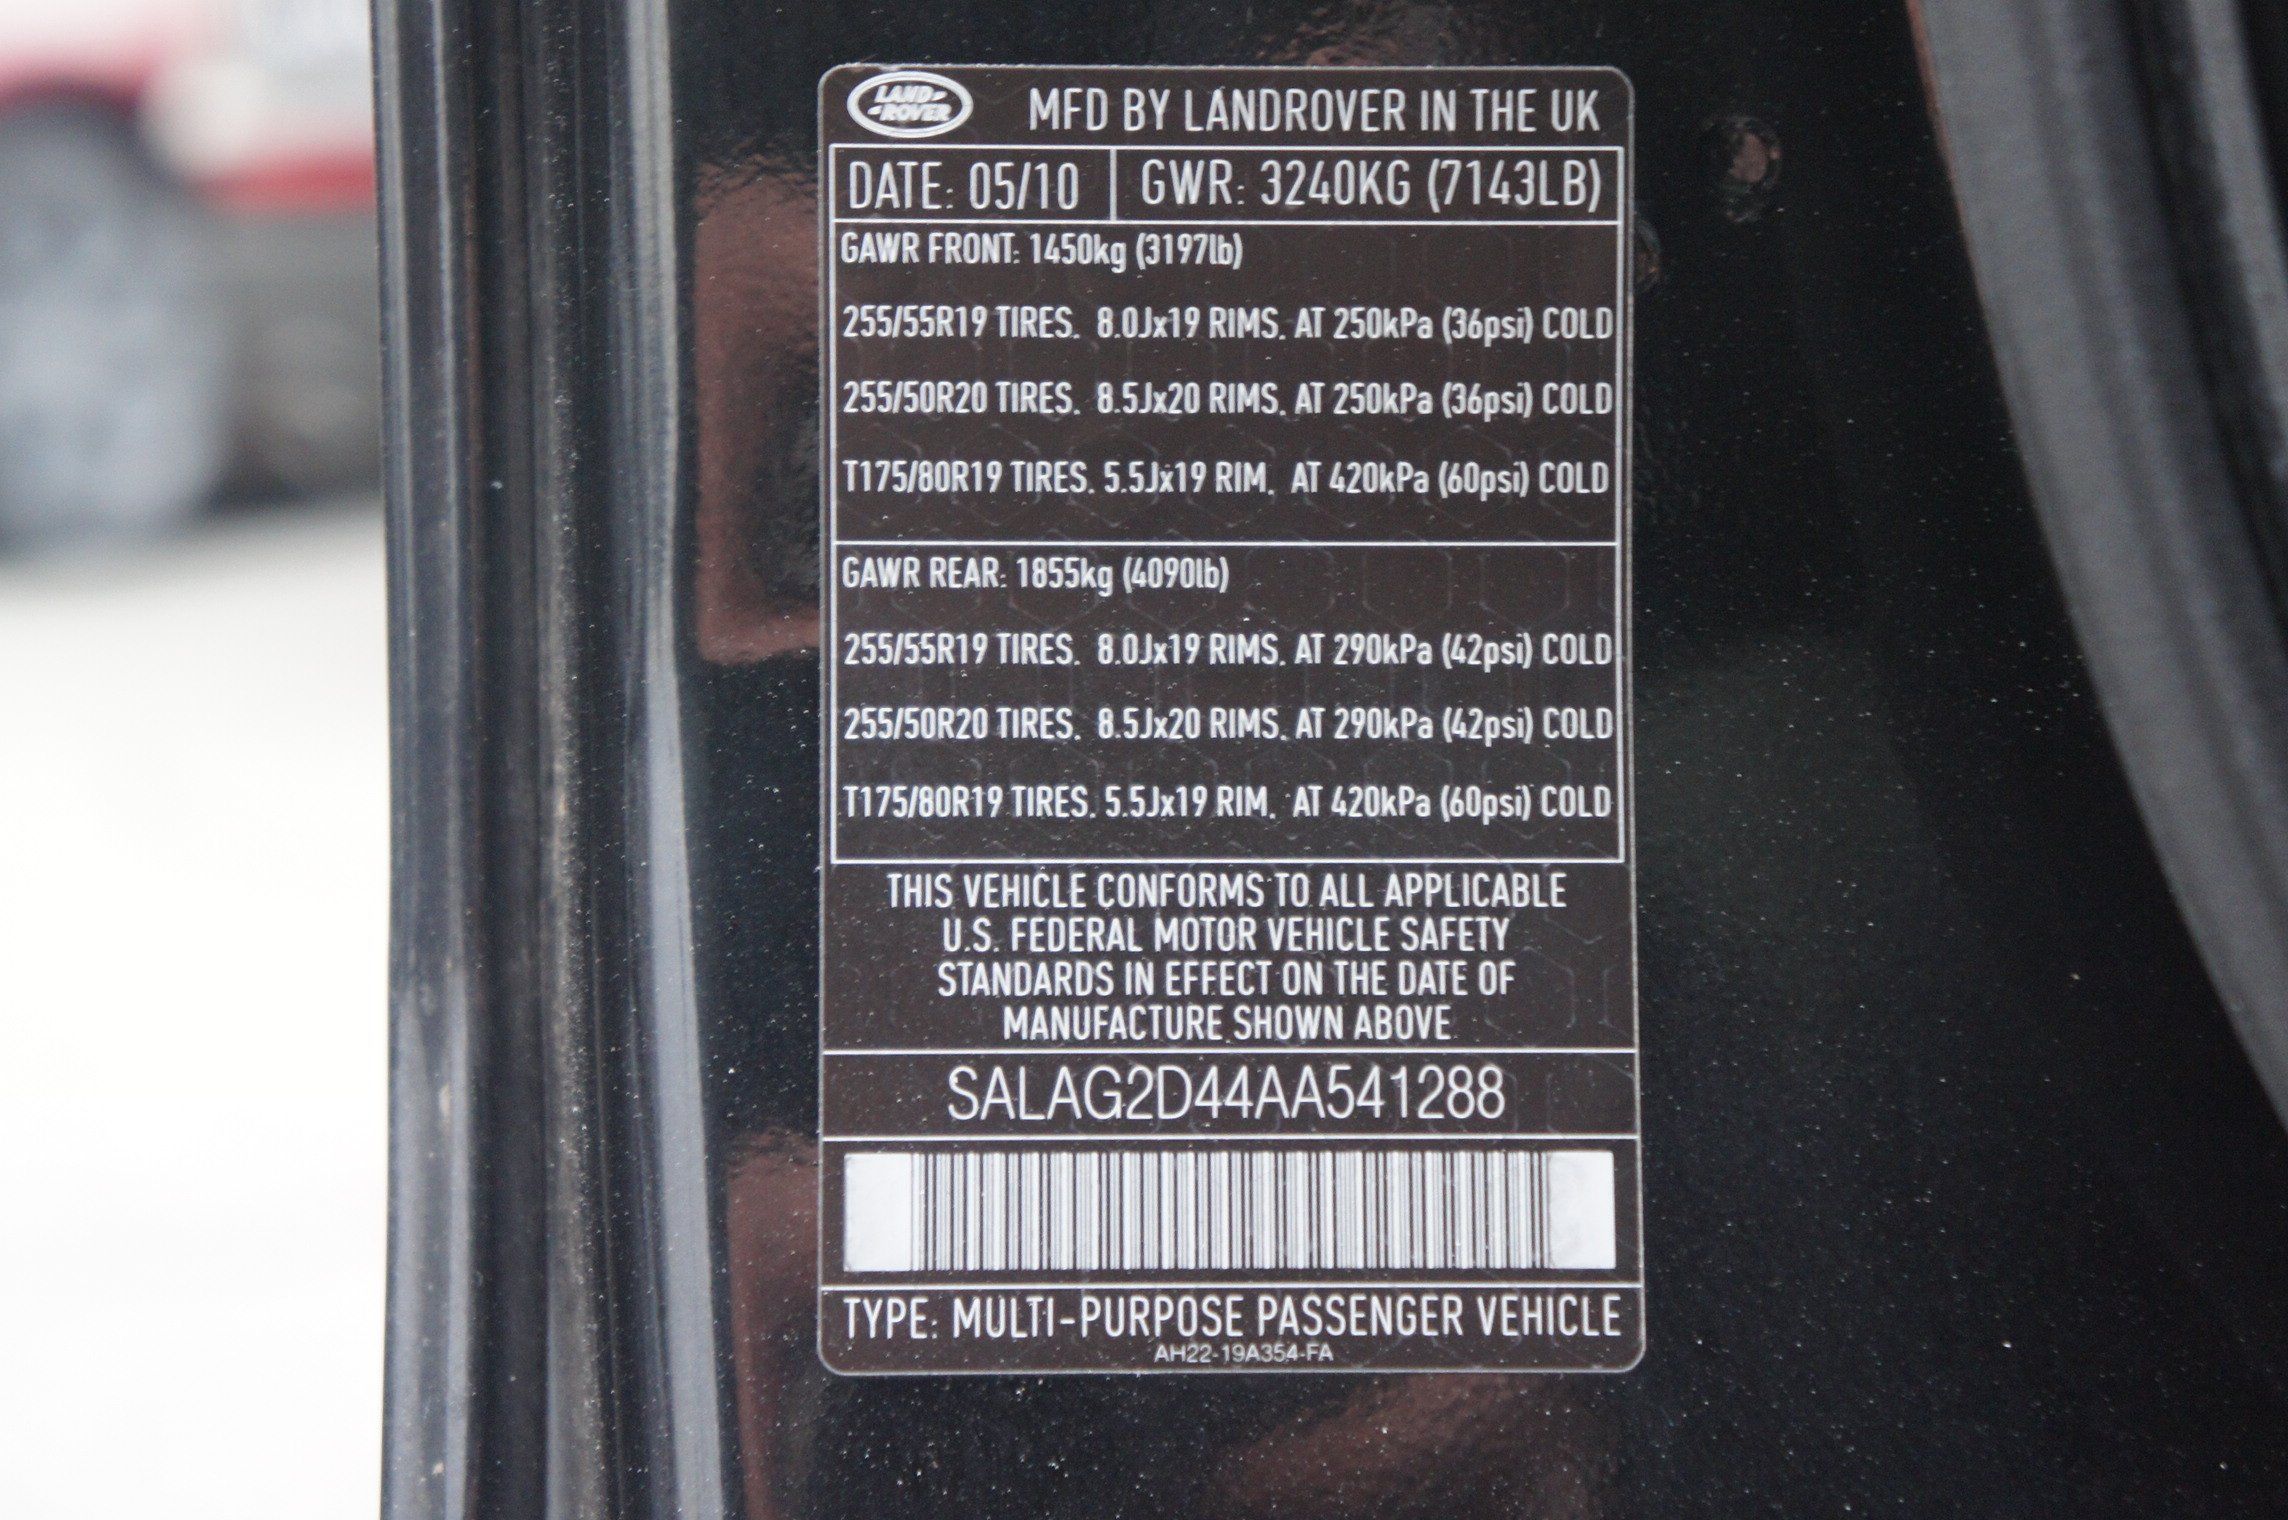 LAND-
-ROVER
MFD BY LANDROVER IN THE UK
DATE: 05/10 GWR: 3240KG (7143LB)
GAWR FRONT: 1450kg (3197lb)
255/55R19 TIRES. 8.0Jx19 RIMS. AT 250kPa (36psi) COLD
255/50R20 TIRES. 8.5Jx20 RIMS. AT 250kPa (36psi) COLD
T175/80R19 TIRES. 5.5Jx19 RIM. AT 420kPa (60psi) COLD
GAWR REAR: 1855kg (4090lb)
255/55R19 TIRES. 8.0Jx19 RIMS. AT 290kPa (42psi) COLD
255/50R20 TIRES. 8.5Jx20 RIMS. AT 290kPa (42psi) COLD
T175/80R19 TIRES. 5.5Jx19 RIM. AT 420kPa (60psi) COLD
THIS VEHICLE CONFORMS TO ALL APPLICABLE
U.S. FEDERAL MOTOR VEHICLE SAFETY
STANDARDS IN EFFECT ON THE DATE OF
MANUFACTURE SHOWN ABOVE
SALAG2D44AA541288
TYPE: MULTI-PURPOSE PASSENGER VEHICLE
AH22-19A354-FA